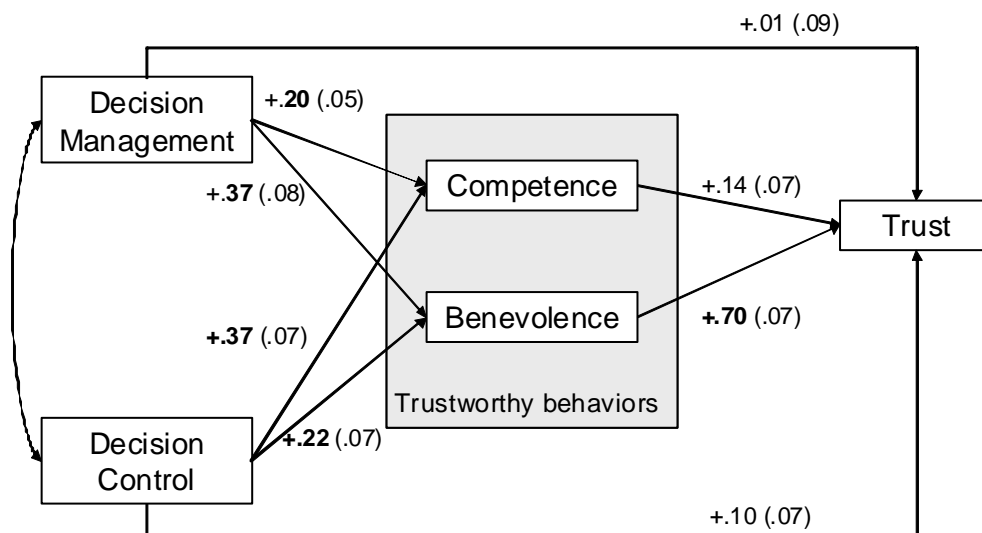 +.01 (.09)
Decision
Management
+.20 (.05)
+.37 (.08)
Competence
+.14 (.07)
Trust
Benevolence
+.70 (.07)
+.37 (.07)
Trustworthy behaviors
Decision
Control
+.22 (.07)
+.10 (.07)